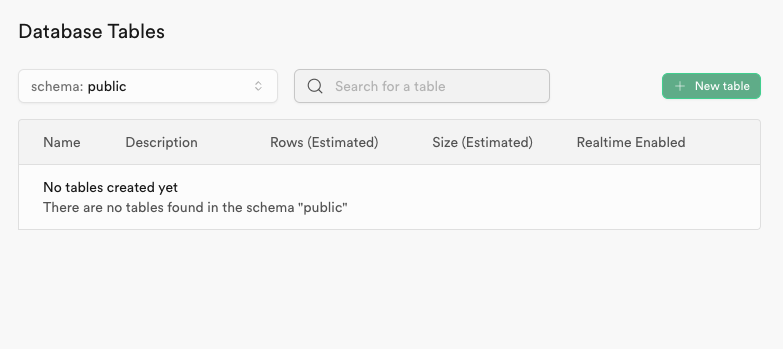 Database Tables
schema: public
Search for a table
New table
Name Description Rows (Estimated) Size (Estimated) Realtime Enabled
No tables created yet
There are no tables found in the schema "public"